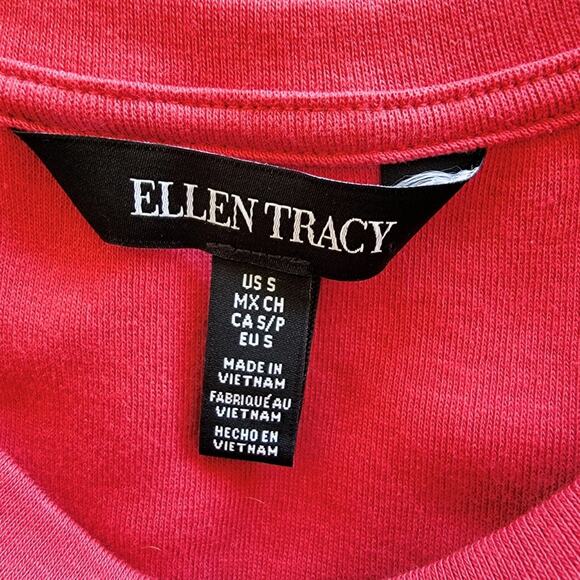 ELLEN TRACY
US S
MX CH
CA S/P
EU S
MADE IN
VIETNAM
FABRIQUÉ AU
VIETNAM
HECHO EN
VIETNAM